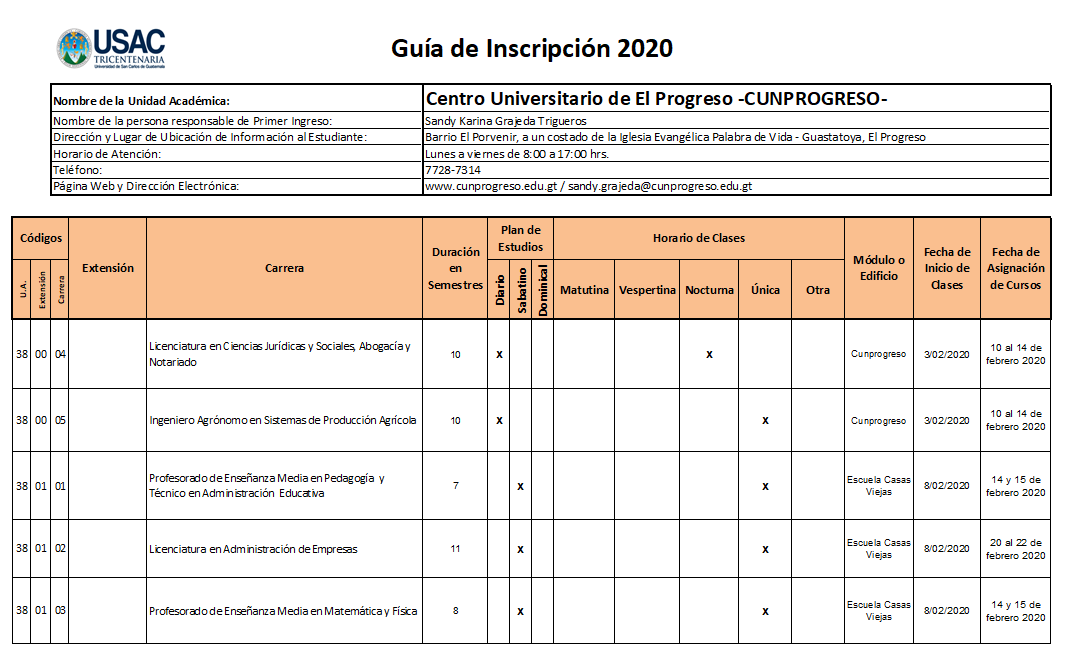 USAC
TRICENTENARIA
Universidad de San Carlos de Guatemala
Guía de Inscripción 2020
Nombre de la Unidad Académica: Centro Universitario de El Progreso -CUNPROGRESO-
Nombre de la persona responsable de Primer Ingreso: Sandy Karina Grajeda Trigueros
Dirección y Lugar de Ubicación de Información al Estudiante: Barrio El Porvenir, a un costado de la Iglesia Evangélica Palabra de Vida - Guastatoya, El Progreso
Horario de Atención: Lunes a viernes de 8:00 a 17:00 hrs.
Teléfono: 7728-7314
Página Web y Dirección Electrónica: www.cunprogreso.edu.gt / sandy.grajeda@cunprogreso.edu.gt
Códigos
U.A.
Extensión
Carrera
Extensión
Carrera
Duración
en
Semestres
Plan de
Estudios
Diario
Sabatino
Dominical
Horario de Clases
Matutina Vespertina Nocturna Única Otra
Módulo o
Edificio
Fecha de
Inicio de
Clases
Fecha de
Asignación
de Cursos
38 00 04
Licenciatura en Ciencias Jurídicas y Sociales, Abogacía y
Notariado
10 x x Cunprogreso 3/02/2020
10 al 14 de
febrero 2020
38 00 05 Ingeniero Agrónomo en Sistemas de Producción Agrícola 10 x x Cunprogreso 3/02/2020
10 al 14 de
febrero 2020
38 01 01
Profesorado de Enseñanza Media en Pedagogía y
Técnico en Administración Educativa
7 x x
Escuela Casas
Viejas
8/02/2020
14 y 15 de
febrero 2020
38 01 02 Licenciatura en Administración de Empresas 11 x x
Escuela Casas
Viejas
8/02/2020
20 al 22 de
febrero 2020
38 01 03 Profesorado de Enseñanza Media en Matemática y Física 8 x x
Escuela Casas
Viejas
8/02/2020
14 y 15 de
febrero 2020